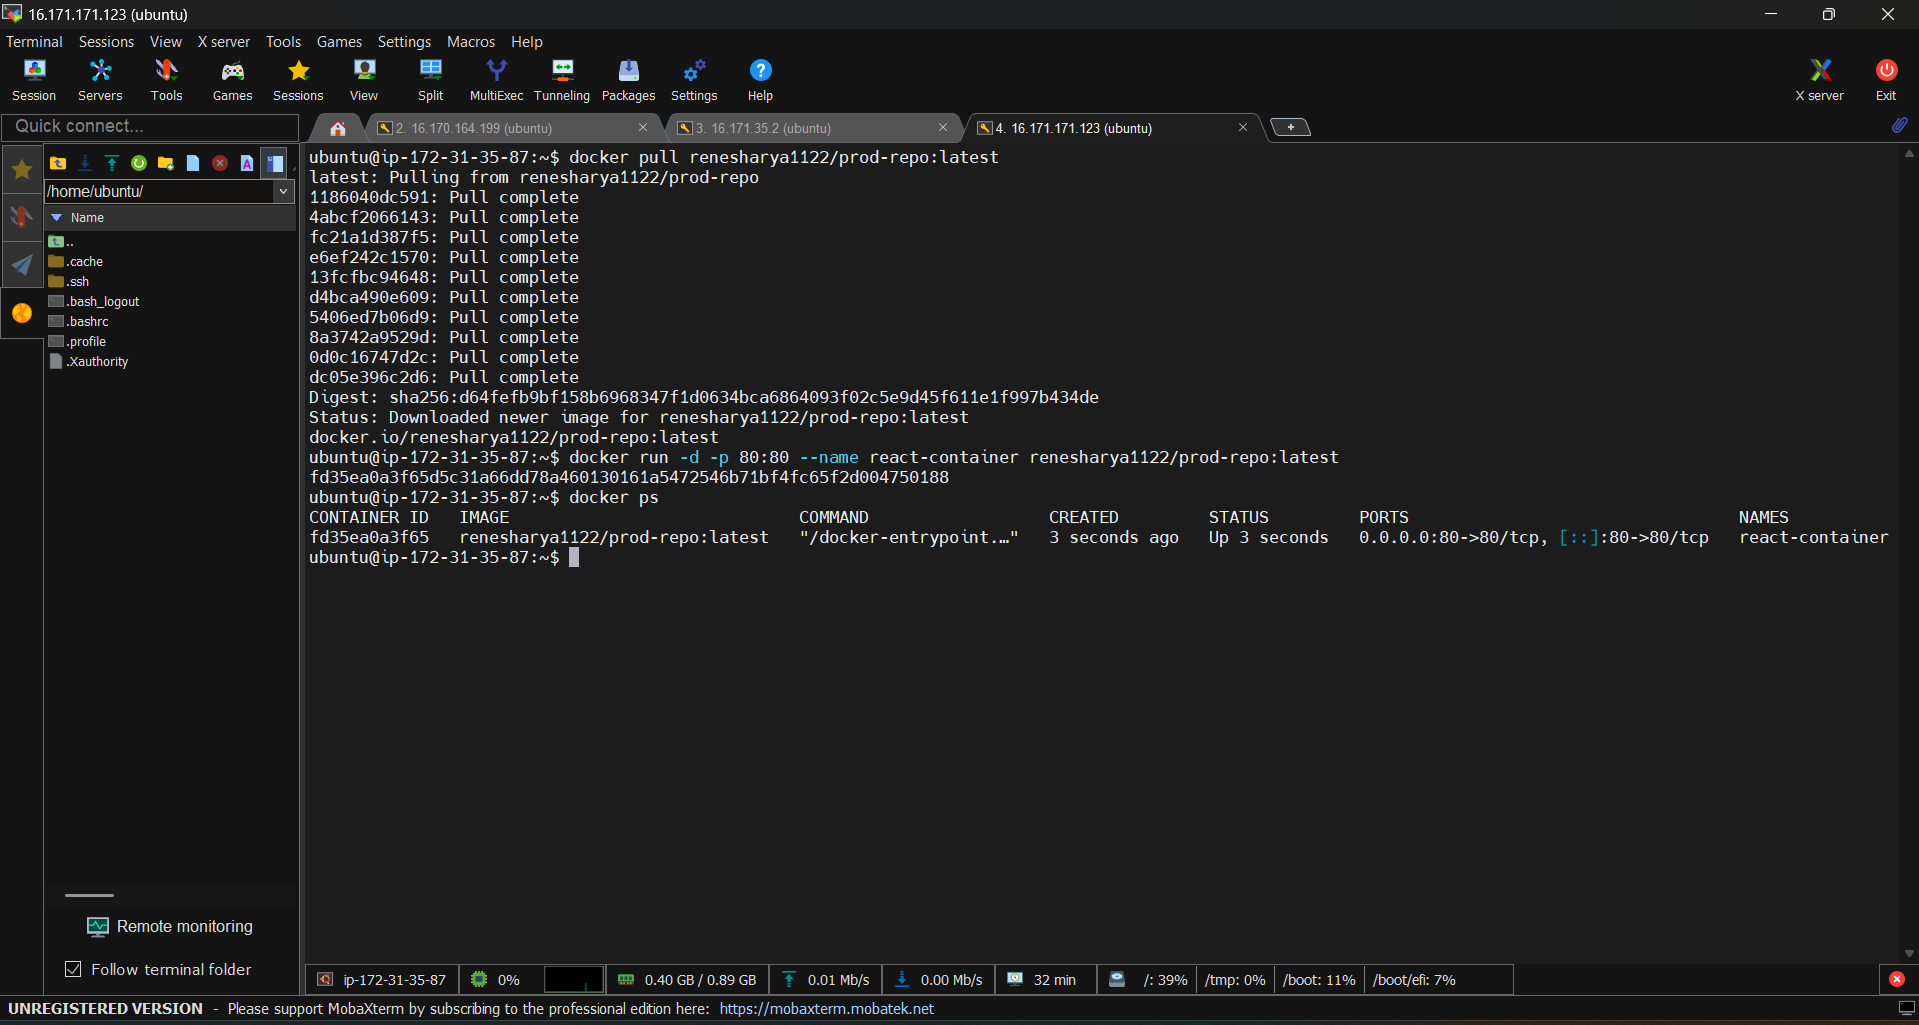 16.171.171.123 (ubuntu)
Terminal Sessions View X server Tools Games Settings Macros Help
Session Servers Tools Games Sessions View Split MultiExec Tunneling Packages Settings Help X server Exit
Quick connect...
2. 16.170.164.199 (ubuntu)
3. 16.171.35.2 (ubuntu)
4. 16.171.171.123 (ubuntu)
/home/ubuntu/
Name
..
.cache
.ssh
.bash_logout
.bashrc
.profile
.Xauthority
Remote monitoring
Follow terminal folder
ubuntu@ip-172-31-35-87:~$ docker pull renesharya1122/prod-repo:latest
latest: Pulling from renesharya1122/prod-repo
1186040dc591: Pull complete
4abcf2066143: Pull complete
fc21a1d387f5: Pull complete
e6ef242c1570: Pull complete
13fcfbc94648: Pull complete
d4bca490e609: Pull complete
5406ed7b06d9: Pull complete
8a3742a9529d: Pull complete
0d0c16747d2c: Pull complete
dc05e396c2d6: Pull complete
Digest: sha256:d64fefb9bf158b6968347f1d0634bca6864093f02c5e9d45f611e1f997b434de
Status: Downloaded newer image for renesharya1122/prod-repo:latest
docker.io/renesharya1122/prod-repo:latest
ubuntu@ip-172-31-35-87:~$ docker run -d -p 80:80 --name react-container renesharya1122/prod-repo:latest
fd35ea0a3f65d5c31a66dd78a460130161a5472546b71bf4fc65f2d004750188
ubuntu@ip-172-31-35-87:~$ docker ps
CONTAINER ID IMAGE COMMAND CREATED STATUS PORTS NAMES
fd35ea0a3f65 renesharya1122/prod-repo:latest "/docker-entrypoint.…" 3 seconds ago Up 3 seconds 0.0.0.0:80->80/tcp, [::]:80->80/tcp react-container
ubuntu@ip-172-31-35-87:~$
ip-172-31-35-87 0% 0.40 GB / 0.89 GB 0.01 Mb/s 0.00 Mb/s 32 min /: 39% /tmp: 0% /boot: 11% /boot/efi: 7%
UNREGISTERED VERSION - Please support MobaXterm by subscribing to the professional edition here: https://mobaxterm.mobatek.net